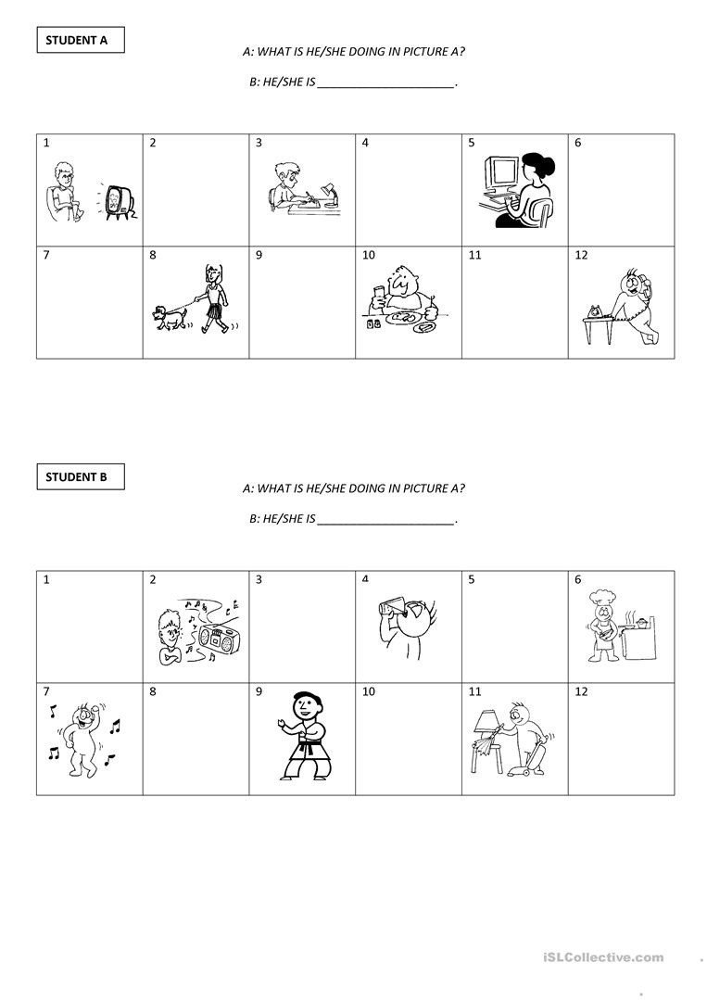 STUDENT A
A: WHAT IS HE/SHE DOING IN PICTURE A?
B: HE/SHE IS ______________________.
1 2 3 4 5 6
7 8 9 10 11 12
STUDENT B
A: WHAT IS HE/SHE DOING IN PICTURE A?
B: HE/SHE IS ______________________.
1 2 3 4 5 6
7 8 9 10 11 12
iSLCollective.com